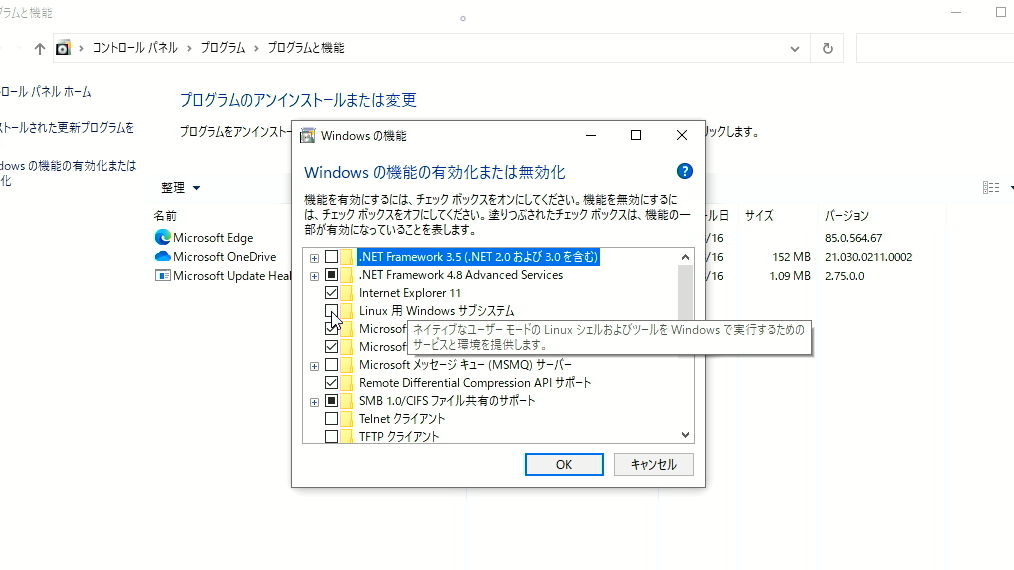 グラムと機能
コントロール パネル › プログラム › プログラムと機能
ロール パネル ホーム
プログラムのアンインストールまたは変更
ストールされた更新プログラムを
プログラムをアンインストー
リックします。
dows の機能の有効化または
化
整理
名前
ール日 サイズ バージョン
Microsoft Edge /16 85.0.564.67
Microsoft OneDrive /16 152 MB 21.030.0211.0002
Microsoft Update Heal /16 1.09 MB 2.75.0.0
Windows の機能
Windows の機能の有効化または無効化
?
機能を有効にするには、チェック ボックスをオンにしてください。機能を無効にするに
は、チェック ボックスをオフにしてください。塗りつぶされたチェック ボックスは、機能の一
部が有効になっていることを表します。
.NET Framework 3.5 (.NET 2.0 および 3.0 を含む)
.NET Framework 4.8 Advanced Services
Internet Explorer 11
Linux 用 Windows サブシステム
Microsof
ネイティブなユーザー モードの Linux シェルおよびツールを Windows で実行するための
サービスと環境を提供します。
Microsof
Microsoft メッセージ キュー (MSMQ) サーバー
Remote Differential Compression API サポート
SMB 1.0/CIFS ファイル共有のサポート
Telnet クライアント
TFTP クライアント
OK キャンセル